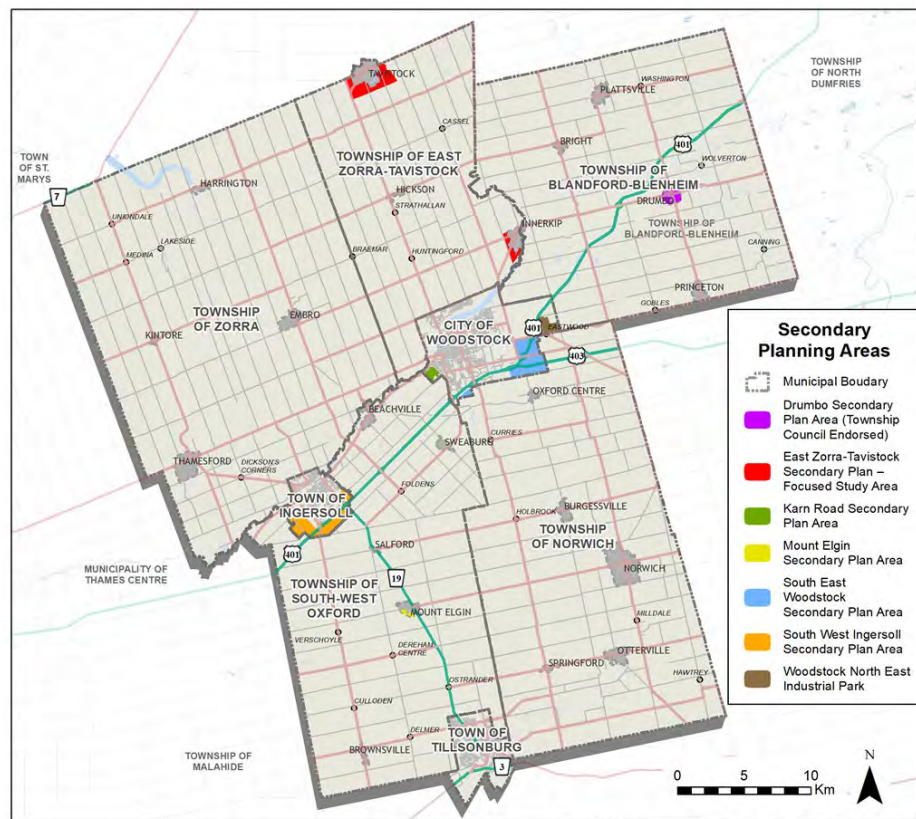 TAVISTOCK
WASHINGTON
TOWNSHIP
OF NORTH
DUMFRIES
PLATTSVILLE
CASSEL
BRIGHT
401
TOWNSHIP OF EAST
ZORRA-TAVISTOCK
WOLVERTON
TOWN
OF ST.
MARYS
TOWNSHIP OF
BLANDFORD-BLENHEIM
7
HARRINGTON
HICKSON
STRATHALLAN
DRUMBO
UNIONDALE
INNERKIP
TOWNSHIP OF
BLANDFORD-BLENHEIM
LAKESIDE
MEDINA
BRAEMAR
HUNTINGFORD
CANNING
PRINCETON
TOWNSHIP
OF ZORRA
EMBRO
GOBLES
KINTORE
CITY OF
WOODSTOCK
401
EASTWOOD
403
OXFORD CENTRE
BEACHVILLE
CURRIES
SWEABURG
THAMESFORD
DICKSON'S
CORNERS
FOLDENS
TOWN OF
INGERSOLL
HOLBROOK
BURGESSVILLE
TOWNSHIP
OF NORWICH
401
SALFORD
MUNICIPALITY OF
THAMES CENTRE
TOWNSHIP OF
SOUTH-WEST
OXFORD
19
NORWICH
MOUNT ELGIN
MILLDALE
VERSCHOYLE
DEREHAM
CENTRE
OTTERVILLE
SPRINGFORD
HAWTREY
OSTRANDER
CULLODEN
DELMER
TOWN OF
TILLSONBURG
BROWNSVILLE
TOWNSHIP OF
MALAHIDE
3
Secondary
Planning Areas
Municipal Boudary
Drumbo Secondary
Plan Area (Township
Council Endorsed)
East Zorra-Tavistock
Secondary Plan –
Focused Study Area
Karn Road Secondary
Plan Area
Mount Elgin
Secondary Plan Area
South East
Woodstock
Secondary Plan Area
South West Ingersoll
Secondary Plan Area
Woodstock North East
Industrial Park
N
0 5 10
Km